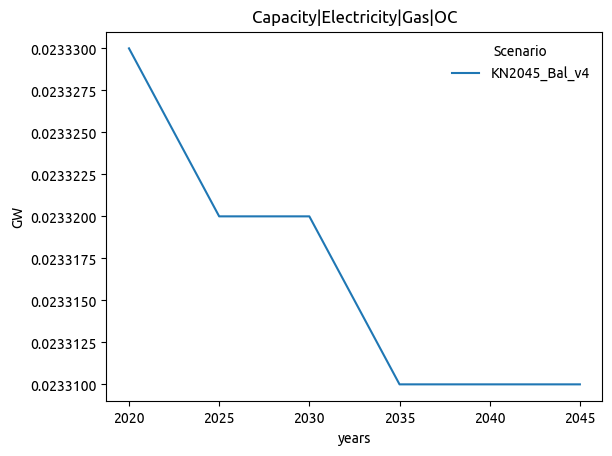 Capacity|Electricity|Gas|OC
Scenario
KN2045_Bal_v4
GW
0.0233300
0.0233275
0.0233250
0.0233225
0.0233200
0.0233175
0.0233150
0.0233125
0.0233100
2020 2025 2030 2035 2040 2045
years